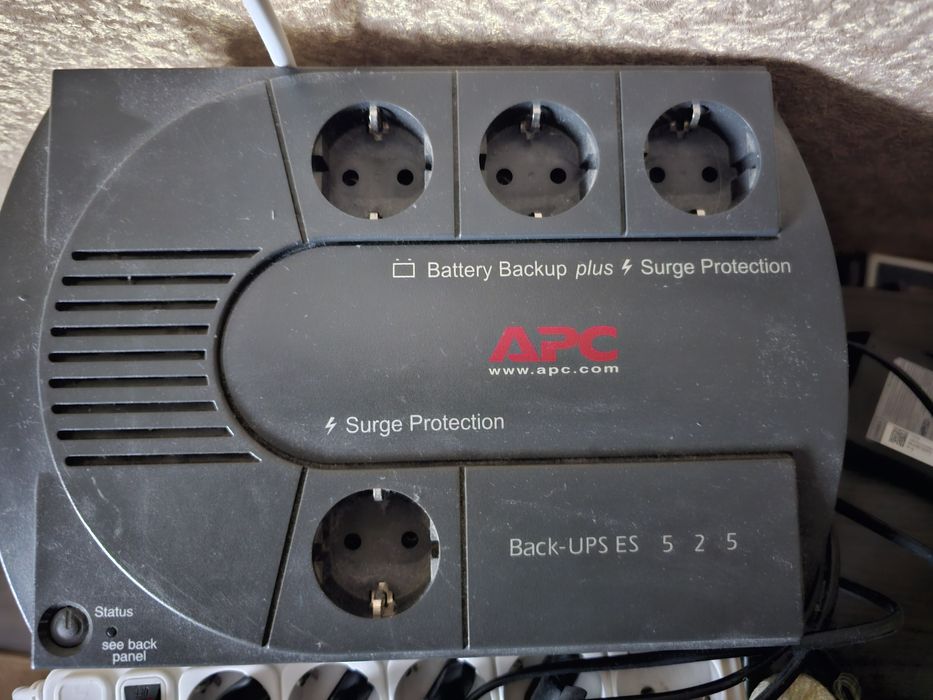 Battery Backup plus Surge Protection
APC
www.apc.com
Surge Protection
Back-UPS ES 5 2 5
Status
see back
panel